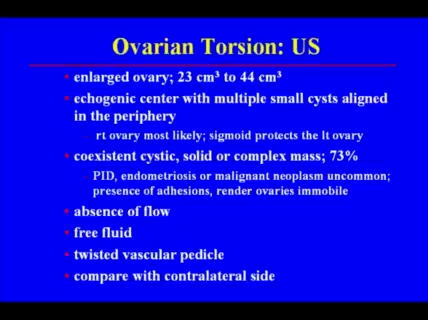 Ovarian Torsion: US
enlarged ovary; 23 cm³ to 44 cm³
echogenic center with multiple small cysts aligned
in the periphery
rt ovary most likely; sigmoid protects the lt ovary
coexistent cystic, solid or complex mass; 73%
PID, endometriosis or malignant neoplasm uncommon;
presence of adhesions, render ovaries immobile
absence of flow
free fluid
twisted vascular pedicle
compare with contralateral side